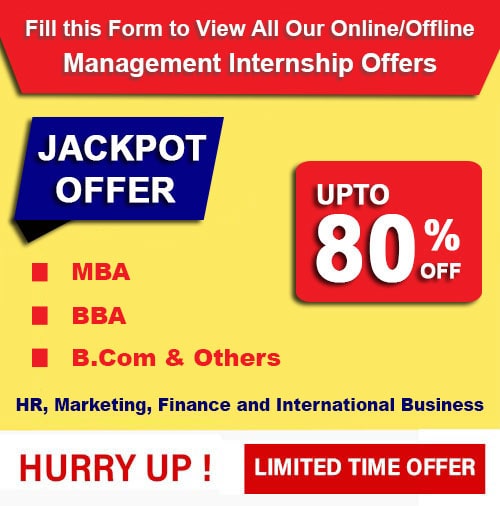 Fill this Form to View All Our Online/Offline
Management Internship Offers
JACKPOT
OFFER
UPTO
80%
OFF
MBA
BBA
B.Com & Others
HR, Marketing, Finance and International Business
HURRY UP !
LIMITED TIME OFFER